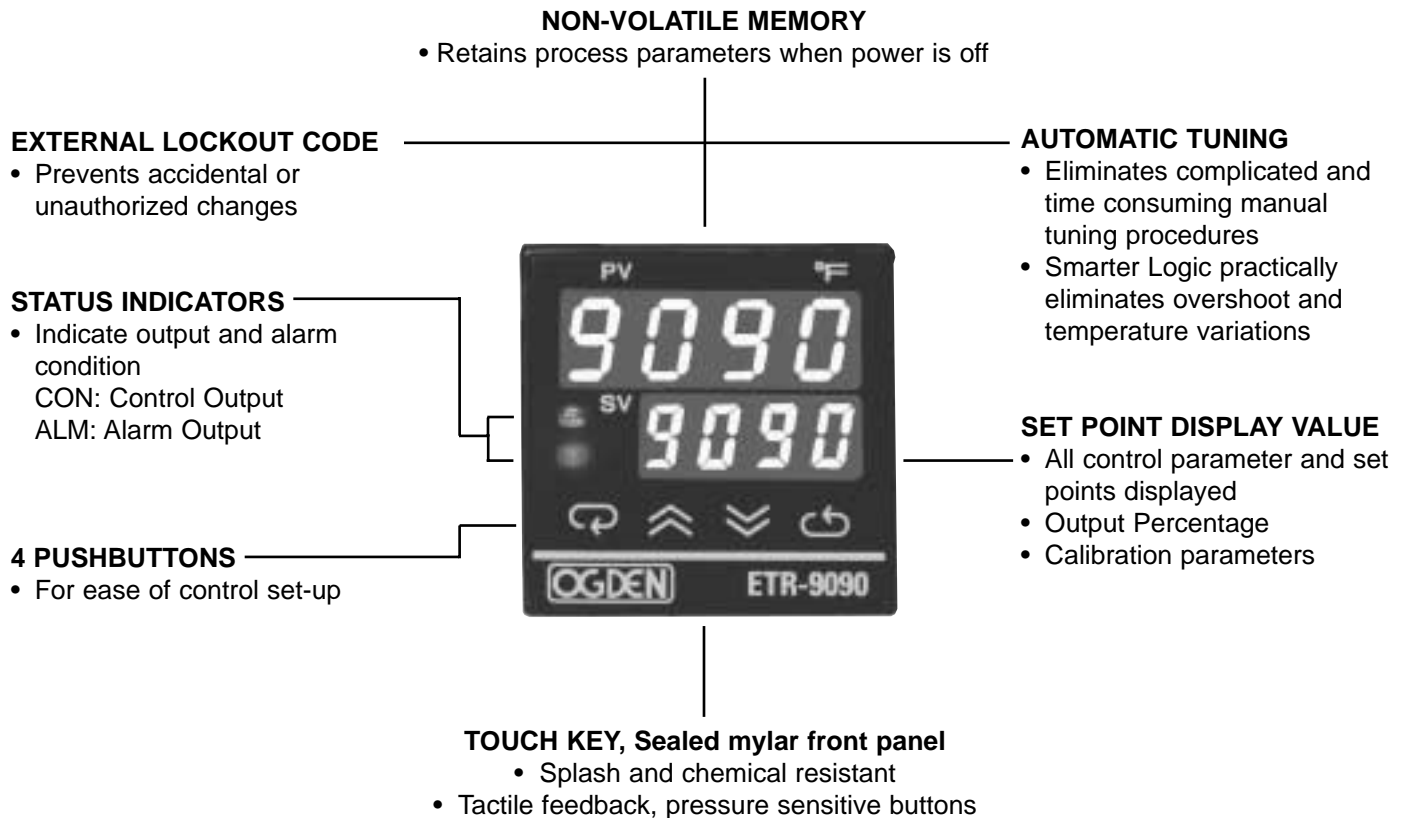 NON-VOLATILE MEMORY
• Retains process parameters when power is off
EXTERNAL LOCKOUT CODE
• Prevents accidental or
unauthorized changes
AUTOMATIC TUNING
• Eliminates complicated and
time consuming manual
tuning procedures
• Smarter Logic practically
eliminates overshoot and
temperature variations
STATUS INDICATORS
• Indicate output and alarm
condition
CON: Control Output
ALM: Alarm Output
PV °F
9090
SV 9090
SET POINT DISPLAY VALUE
• All control parameter and set
points displayed
• Output Percentage
• Calibration parameters
4 PUSHBUTTONS
• For ease of control set-up
OGDEN ETR-9090
TOUCH KEY, Sealed mylar front panel
• Splash and chemical resistant
• Tactile feedback, pressure sensitive buttons